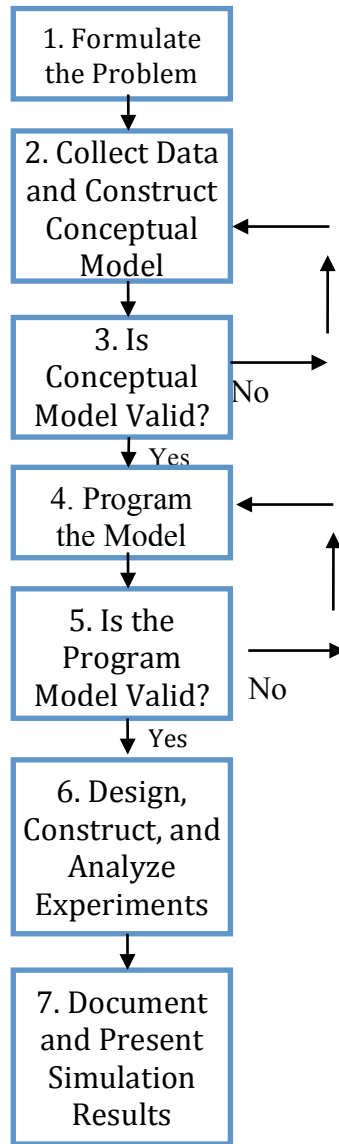 1. Formulate
the Problem
2. Collect Data
and Construct
Conceptual
Model
3. Is
Conceptual
Model Valid?
No
Yes
4. Program
the Model
5. Is the
Program
Model Valid?
No
Yes
6. Design,
Construct, and
Analyze
Experiments
7. Document
and Present
Simulation
Results